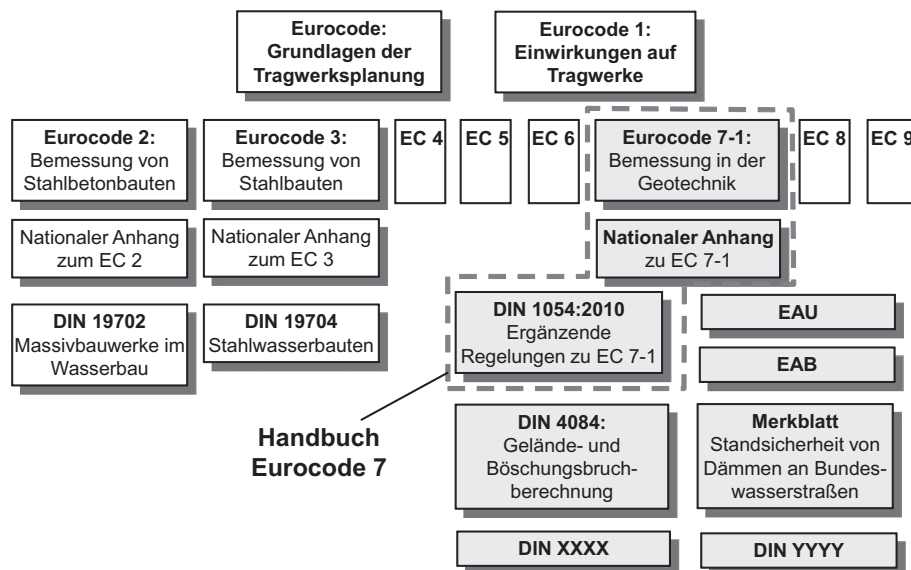 Eurocode:
Grundlagen der
Tragwerksplanung
Eurocode 1:
Einwirkungen auf
Tragwerke
Eurocode 2:
Bemessung von
Stahlbetonbauten
Eurocode 3:
Bemessung von
Stahlbauten
EC 4
EC 5
EC 6
Eurocode 7-1:
Bemessung in der
Geotechnik
EC 8
EC 9
Nationaler Anhang
zum EC 2
Nationaler Anhang
zum EC 3
Nationaler Anhang
zu EC 7-1
DIN 19702
Massivbauwerke im
Wasserbau
DIN 19704
Stahlwasserbauten
DIN 1054:2010
Ergänzende
Regelungen zu EC 7-1
EAU
EAB
Handbuch
Eurocode 7
DIN 4084:
Gelände- und
Böschungsbruch-
berechnung
Merkblatt
Standsicherheit von
Dämmen an Bundes-
wasserstraßen
DIN XXXX
DIN YYYY